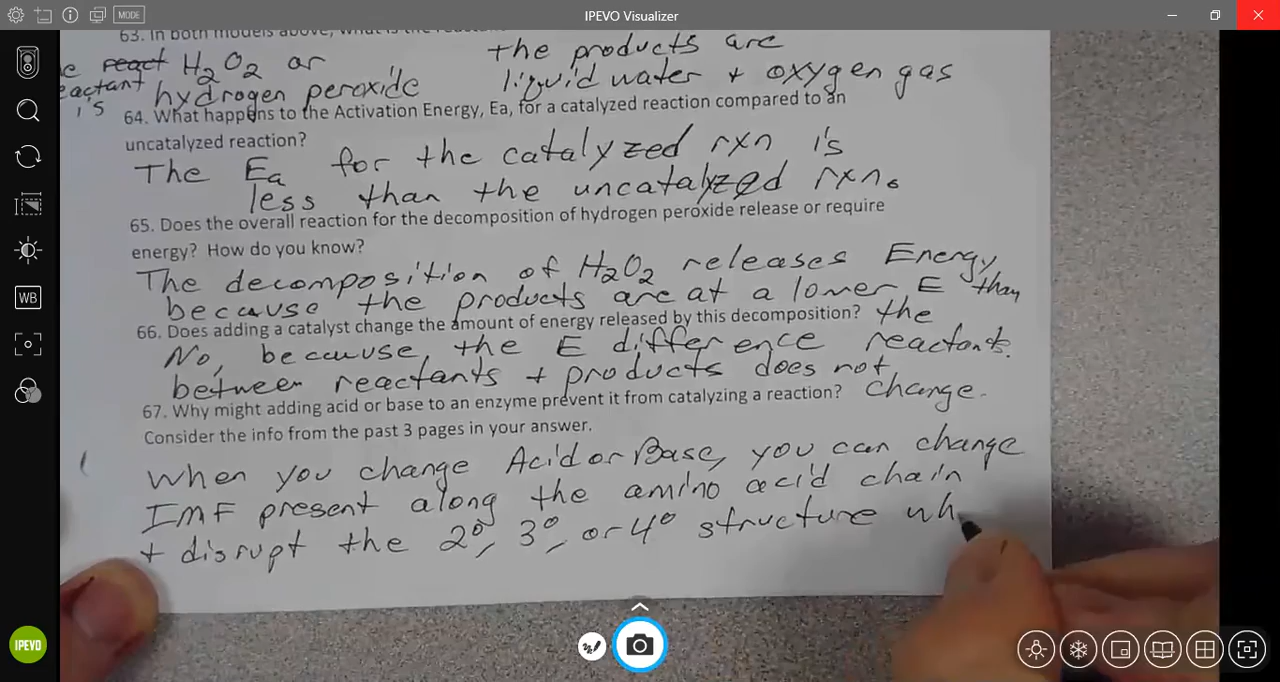 IPEVO Visualizer
MODE
63. In both models above, what is the
the products are
react H2O2 or
liquid water + oxygen gas
eactant hydrogen peroxide
is
64. What happens to the Activation Energy, Ea, for a catalyzed reaction compared to an
uncatalyzed reaction?
The Ea for the catalyzed rxn is
less than the uncatalyzed rxn.
65. Does the overall reaction for the decomposition of hydrogen peroxide release or require
energy? How do you know?
The decomposition of H2O2 releases Energy
because the products are at a lower E than
the
reactants.
66. Does adding a catalyst change the amount of energy released by this decomposition?
No, because, the E difference
between reactants + products does not
change.
67. Why might adding acid or base to an enzyme prevent it from catalyzing a reaction?
Consider the info from the past 3 pages in your answer.
When you change Acid or Base, you can change
IMF present along the amino acid chain
+ disrupt the 2°, 3°, or 4° structure wh
WB
IPEVO